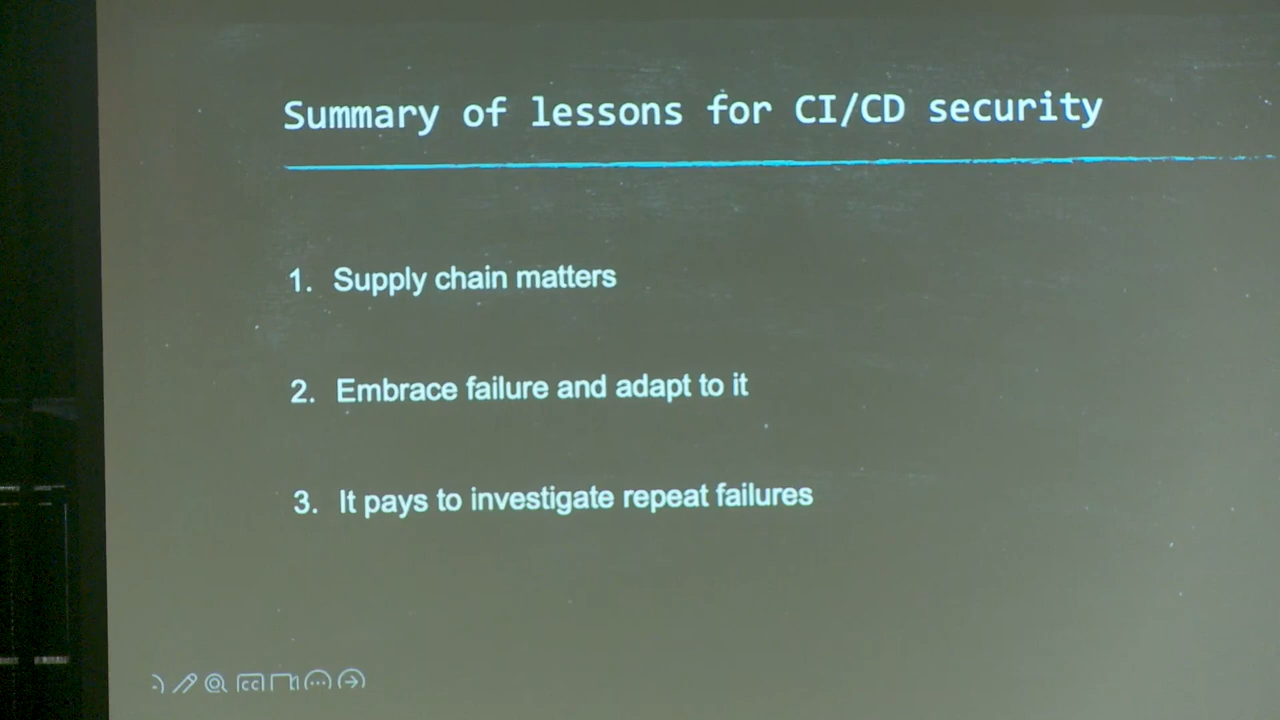 Summary of lessons for CI/CD security
1. Supply chain matters
2. Embrace failure and adapt to it
3. It pays to investigate repeat failures
CC